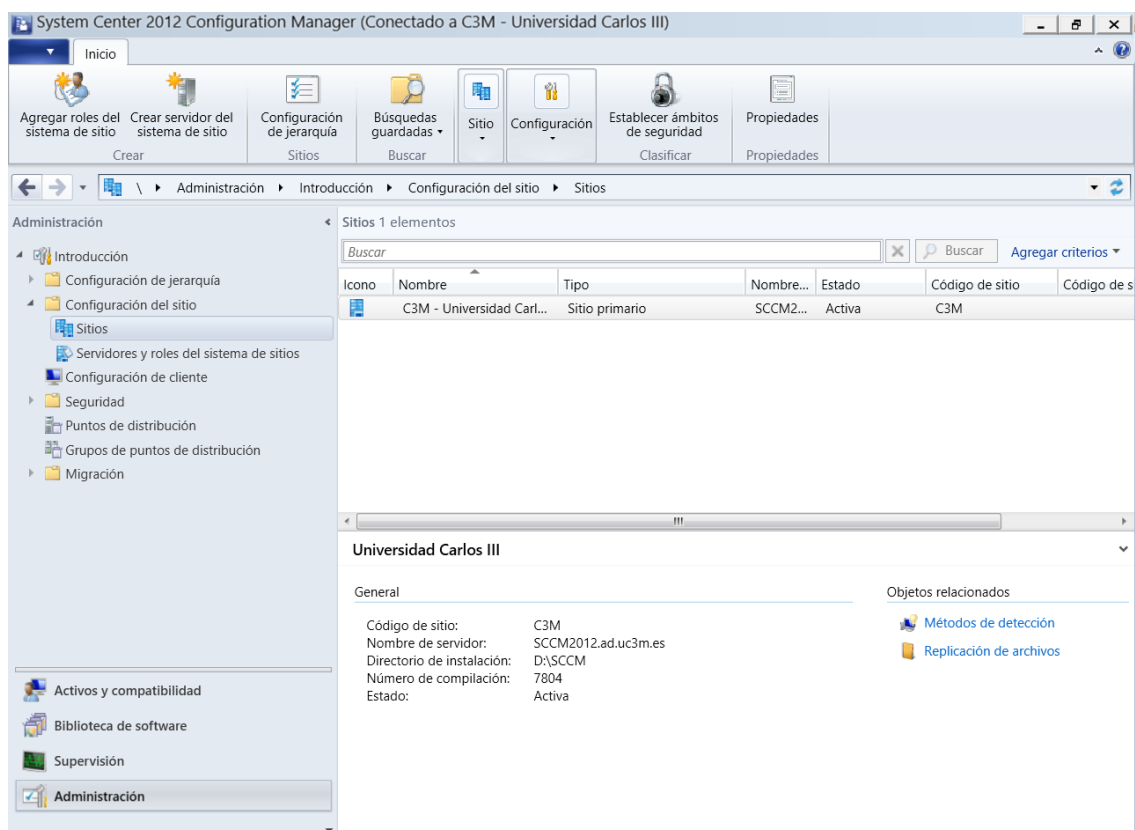 System Center 2012 Configuration Manager (Conectado a C3M - Universidad Carlos III)
Inicio
Agregar roles del sistema de sitio
Crear servidor del sistema de sitio
Crear
Configuración de jerarquía
Sitios
Búsquedas guardadas
Buscar
Sitio
Configuración
Establecer ámbitos de seguridad
Clasificar
Propiedades
Propiedades
\ Administración Introducción Configuración del sitio Sitios
Administración
Introducción
Configuración de jerarquía
Configuración del sitio
Sitios
Servidores y roles del sistema de sitios
Configuración de cliente
Seguridad
Puntos de distribución
Grupos de puntos de distribución
Migración
Activos y compatibilidad
Biblioteca de software
Supervisión
Administración
Sitios 1 elementos
Buscar
Buscar
Agregar criterios
Icono Nombre Tipo Nombre... Estado Código de sitio Código de s
C3M - Universidad Carl... Sitio primario SCCM2... Activa C3M
Universidad Carlos III
General
Código de sitio: C3M
Nombre de servidor: SCCM2012.ad.uc3m.es
Directorio de instalación: D:\SCCM
Número de compilación: 7804
Estado: Activa
Objetos relacionados
Métodos de detección
Replicación de archivos